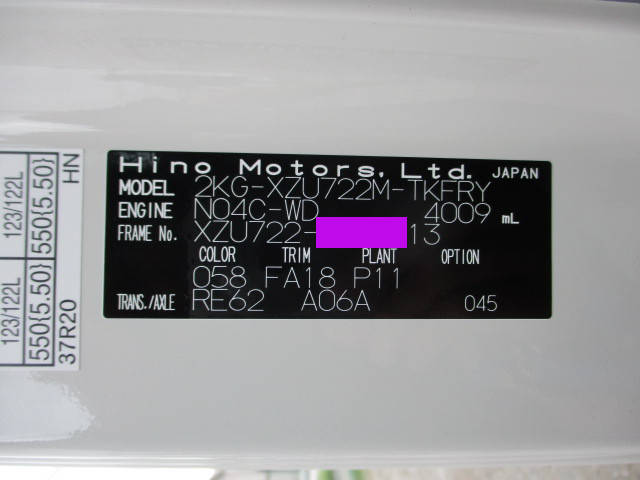 Hino Motors, Ltd. JAPAN
MODEL 2KG-XZU722M-TKFRY
ENGINE N04C-WD 4009 mL
FRAME No. XZU722- 13
COLOR TRIM PLANT OPTION
058 FA18 P11
TRANS./AXLE RE62 A06A 045
123/122L 123/122L
550{5.50} 550{5.50}
37R20 HN